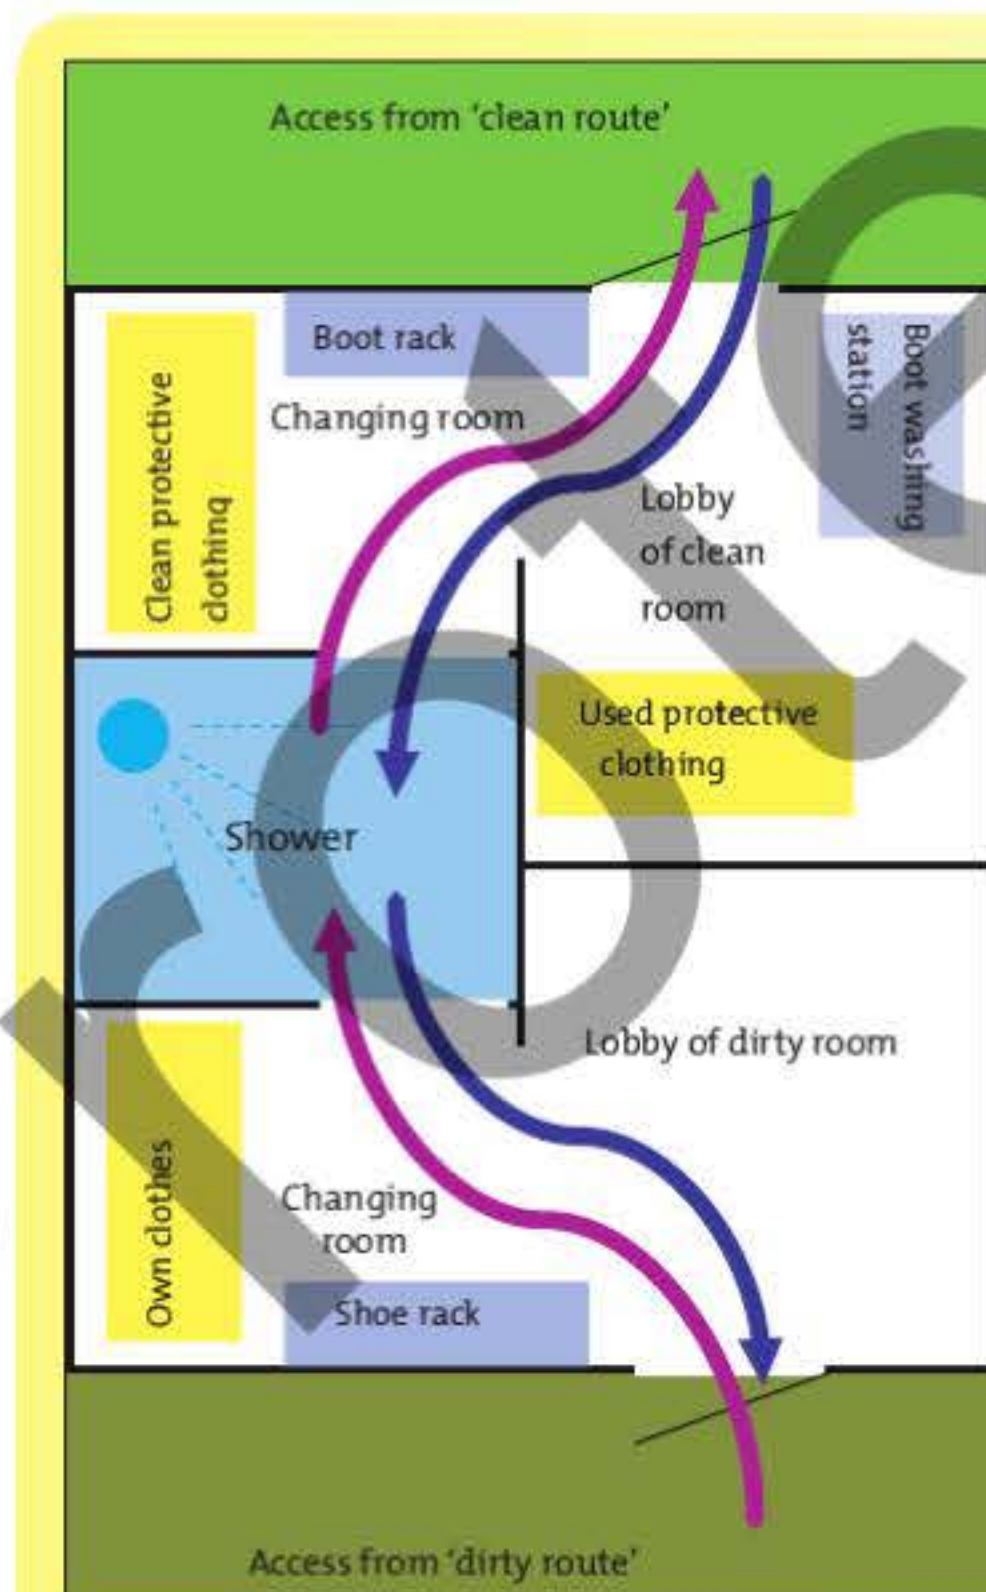 Access from ‘clean route’
Boot rack
Changing room
Clean protective
clothing
Boot washing
station
Lobby
of clean
room
Used protective
clothing
Shower
Lobby of dirty room
Own clothes
Changing
room
Shoe rack
Access from ‘dirty route’